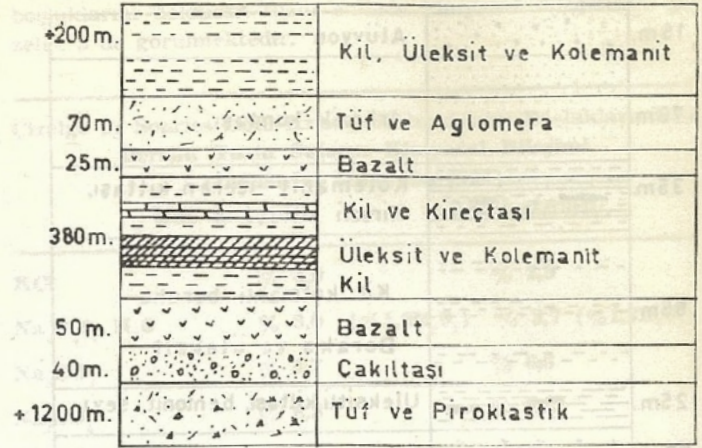 +200m. Kil, Üleksit ve Kolemanit
70m. Tüf ve Aglomera
25m. Bazalt
Kil ve Kireçtaşı
380m. Üleksit ve Kolemanit
Kil
50m. Bazalt
40m. Çakıltaşı
+1200m. Tüf ve Piroklastik